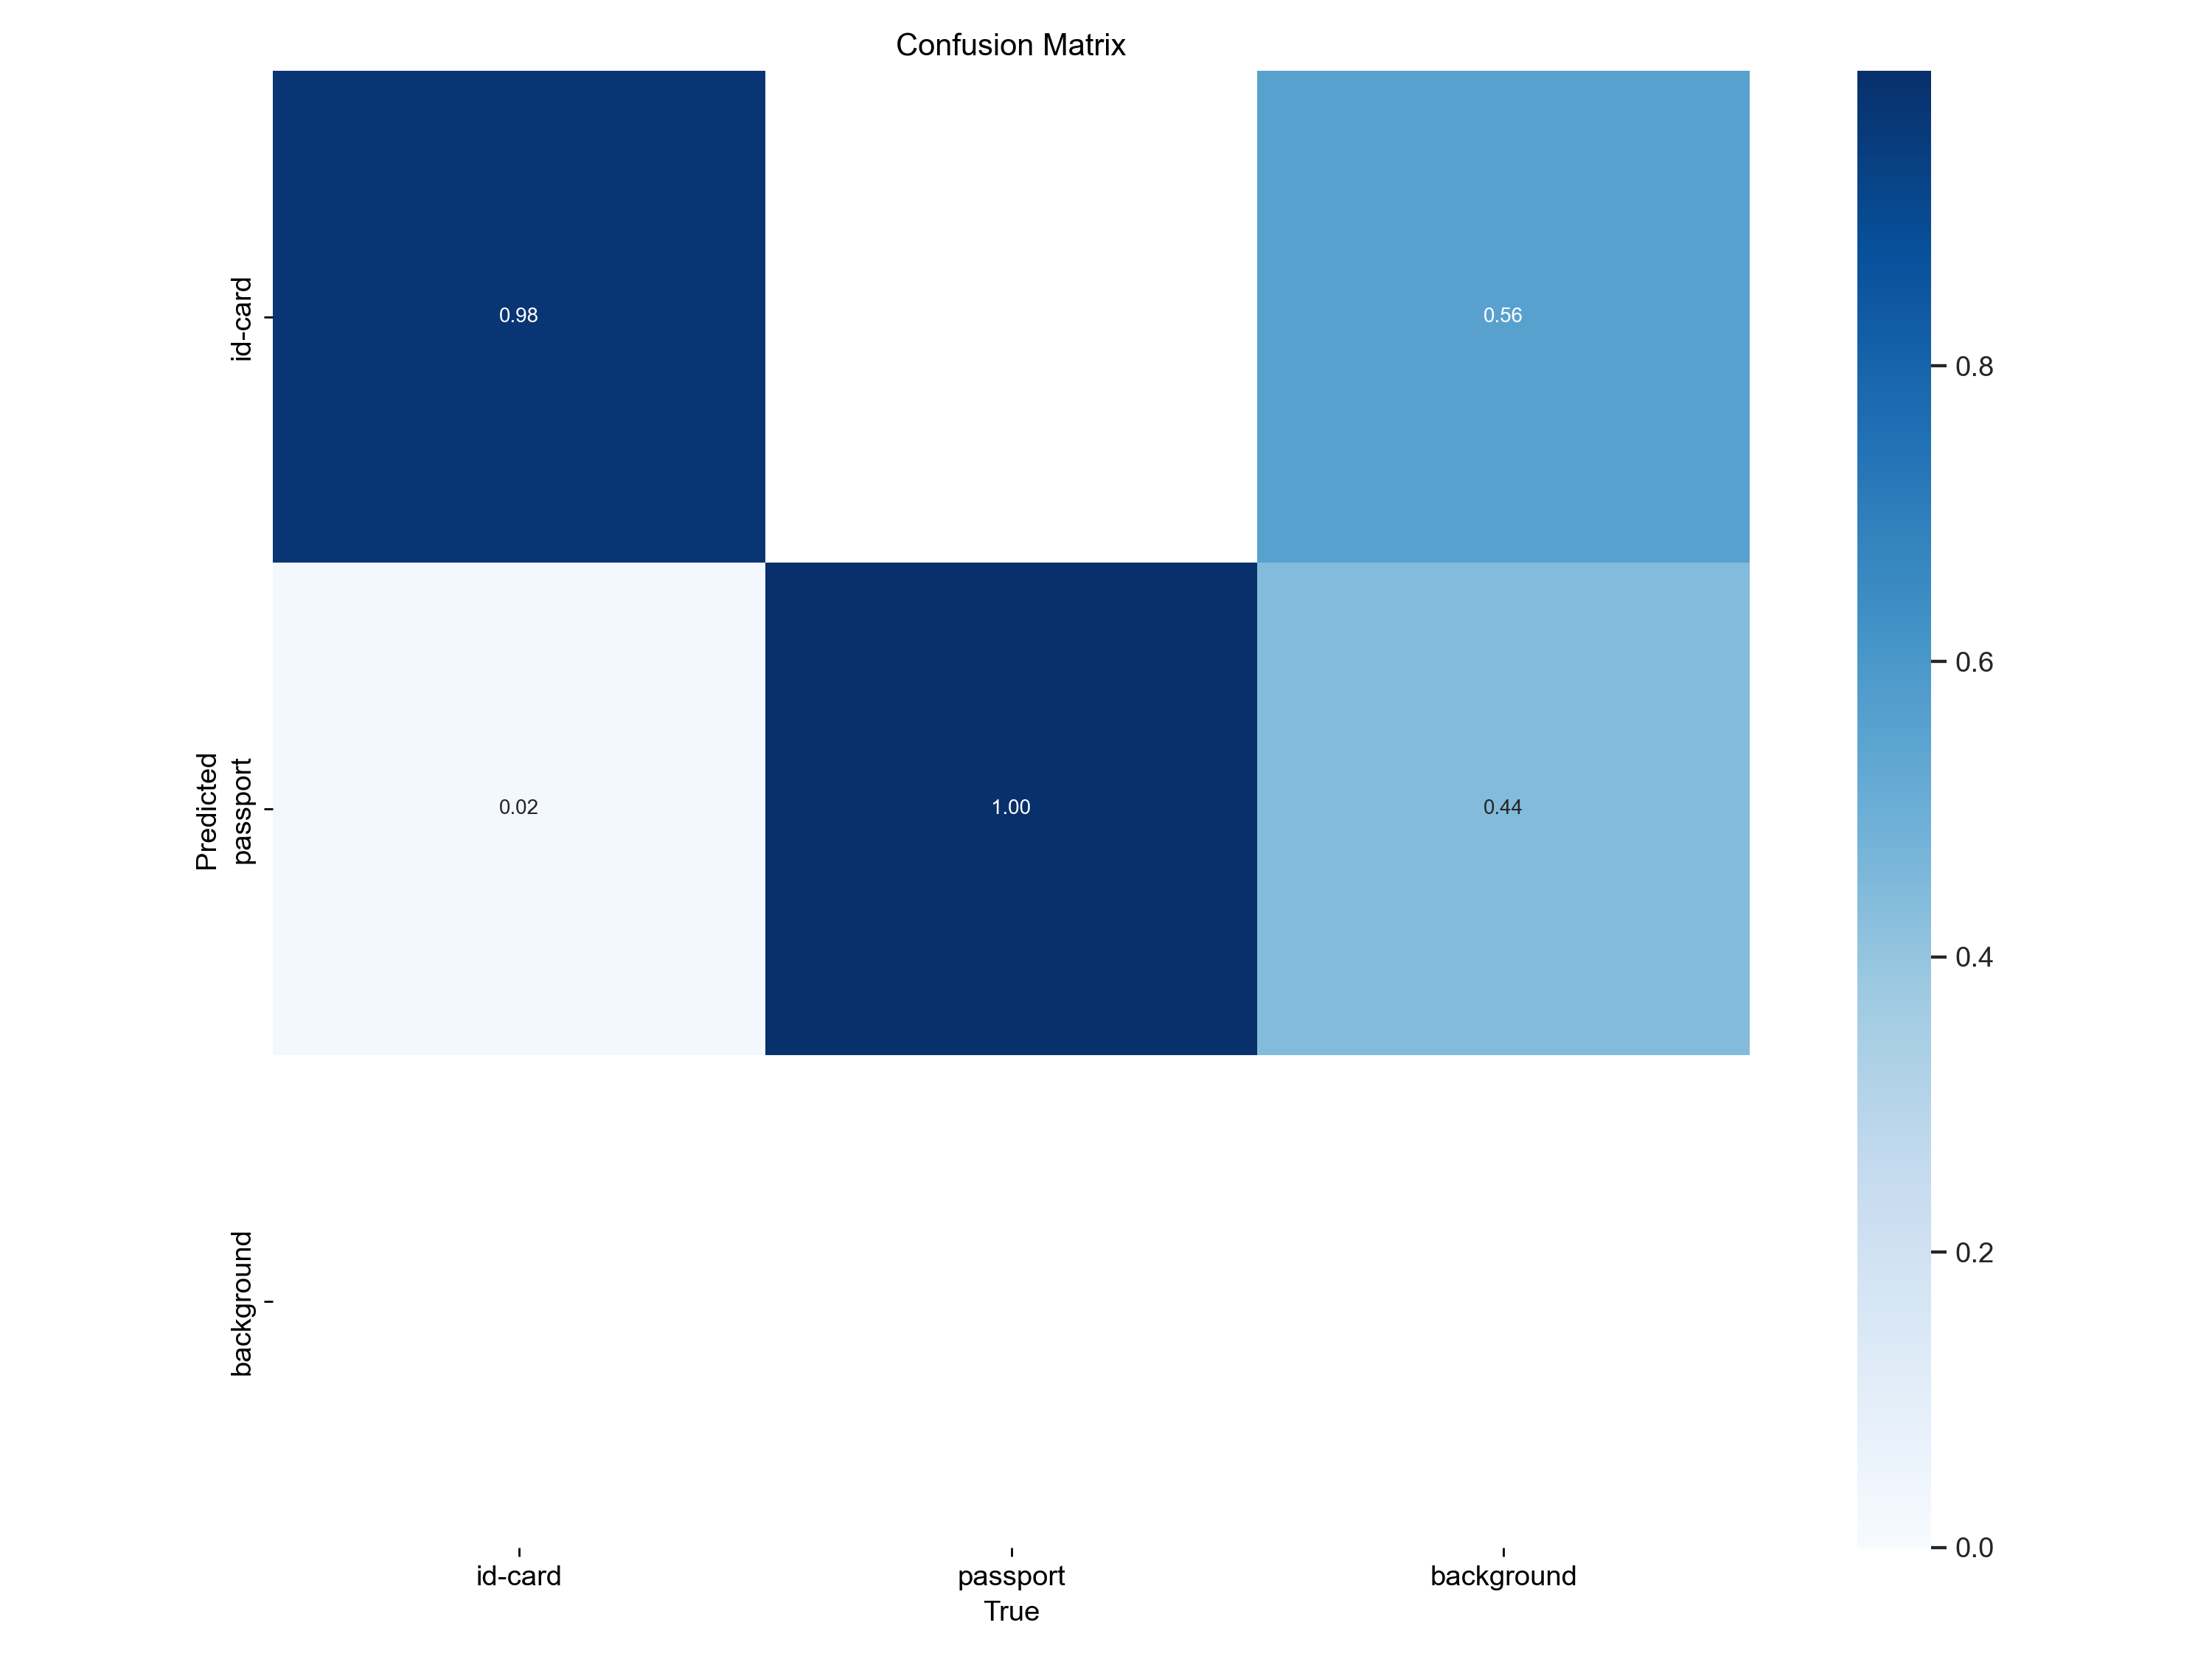 Confusion Matrix
id-card
0.98
0.56
0.8
0.6
Predicted
passport
0.02
1.00
0.44
0.4
background
0.2
0.0
id-card
passport
background
True